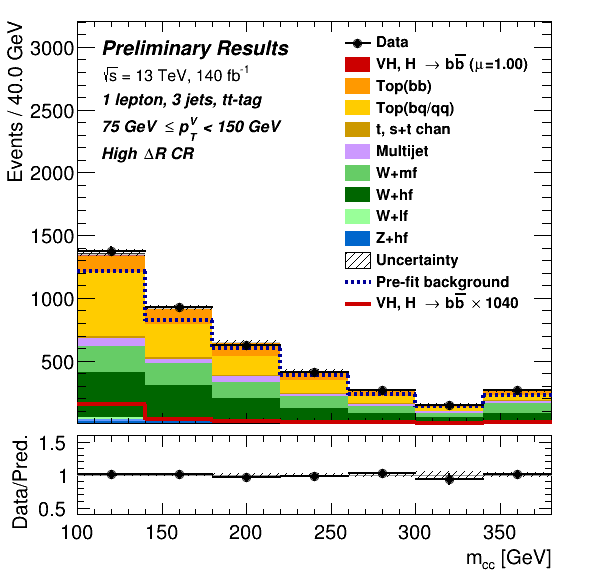 Events / 40.0 GeV
3000
2500
2000
1500
1000
500
Preliminary Results
√s = 13 TeV, 140 fb⁻¹
1 lepton, 3 jets, tt-tag
75 GeV ≤ p_T^V < 150 GeV
High ΔR CR
Data
VH, H → bb̅ (μ=1.00)
Top(bb)
Top(bq/qq)
t, s+t chan
Multijet
W+mf
W+hf
W+lf
Z+hf
Uncertainty
Pre-fit background
VH, H → bb̅ × 1040
Data/Pred.
1.5
1
0.5
100 150 200 250 300 350
m_cc [GeV]